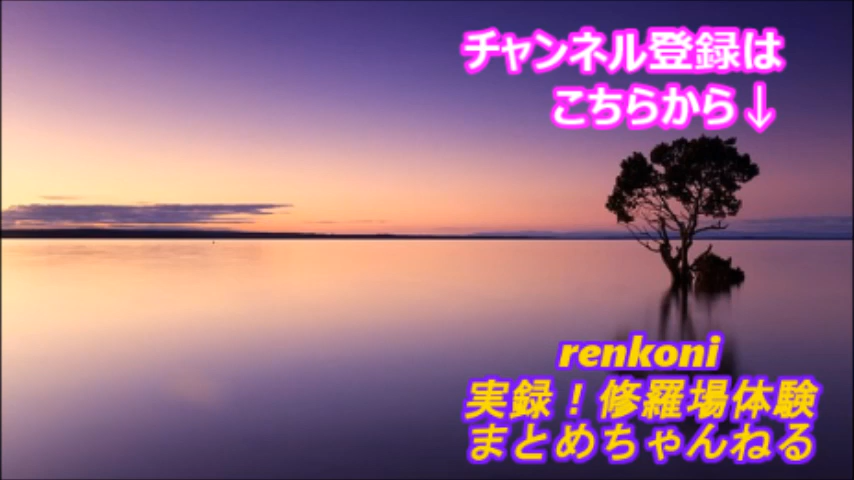 チャンネル登録は
こちらから↓
renkoni
実録！修羅場体験
まとめちゃんねる